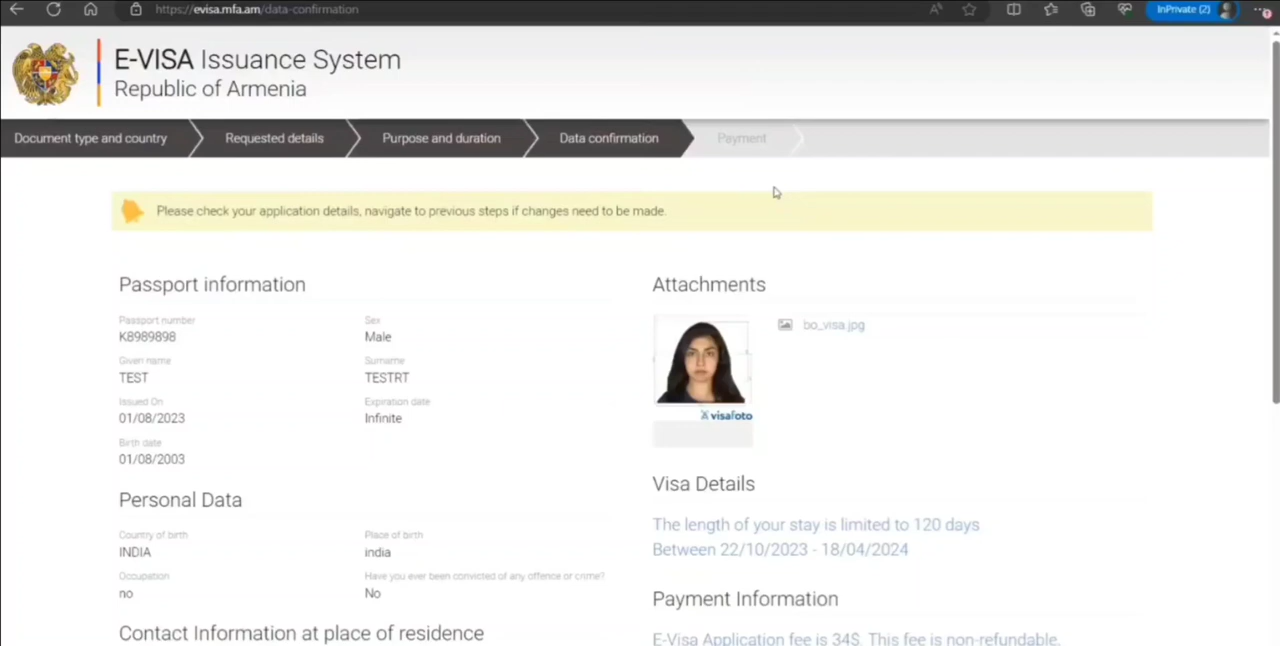 https://evisa.mfa.am/data-confirmation
InPrivate (2)
E-VISA Issuance System
Republic of Armenia
Document type and country
Requested details
Purpose and duration
Data confirmation
Payment
Please check your application details, navigate to previous steps if changes need to be made.
Passport information
Passport number
K8989898
Sex
Male
Given name
TEST
Surname
TESTRT
Issued On
01/08/2023
Expiration date
Infinite
Birth date
01/08/2003
Personal Data
Country of birth
INDIA
Place of birth
india
Occupation
no
Have you ever been convicted of any offence or crime?
No
Contact Information at place of residence
Attachments
bo_visa.jpg
visafoto
Visa Details
The length of your stay is limited to 120 days
Between 22/10/2023 - 18/04/2024
Payment Information
E-Visa Application fee is 34$. This fee is non-refundable.